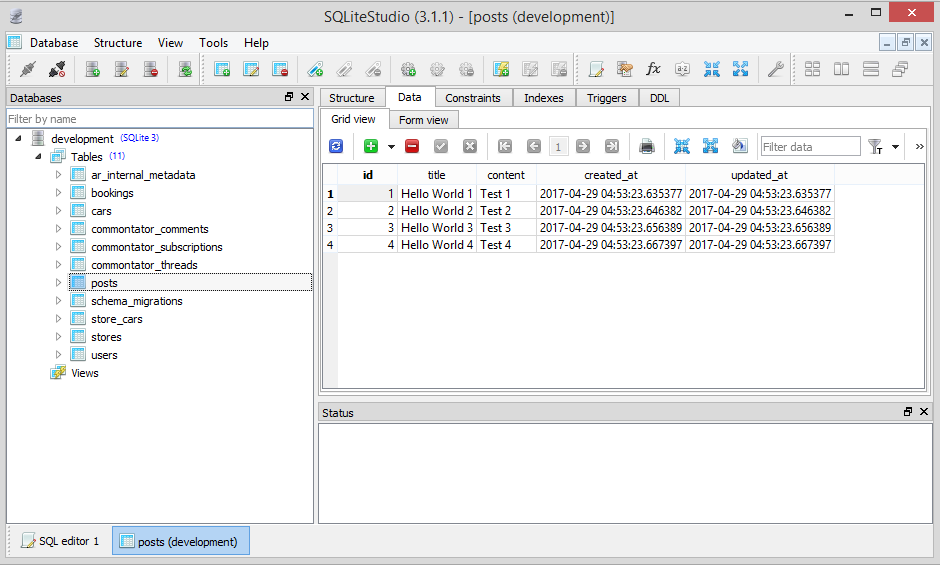 SQLiteStudio (3.1.1) - [posts (development)]
Database Structure View Tools Help
Databases
Filter by name
development (SQLite 3)
Tables (11)
ar_internal_metadata
bookings
cars
commontator_comments
commontator_subscriptions
commontator_threads
posts
schema_migrations
store_cars
stores
users
Views
Structure Data Constraints Indexes Triggers DDL
Grid view Form view
1 Filter data »
id title content created_at updated_at
1 1 Hello World 1 Test 1 2017-04-29 04:53:23.635377 2017-04-29 04:53:23.635377
2 2 Hello World 2 Test 2 2017-04-29 04:53:23.646382 2017-04-29 04:53:23.646382
3 3 Hello World 3 Test 3 2017-04-29 04:53:23.656389 2017-04-29 04:53:23.656389
4 4 Hello World 4 Test 4 2017-04-29 04:53:23.667397 2017-04-29 04:53:23.667397
Status
SQL editor 1 posts (development)